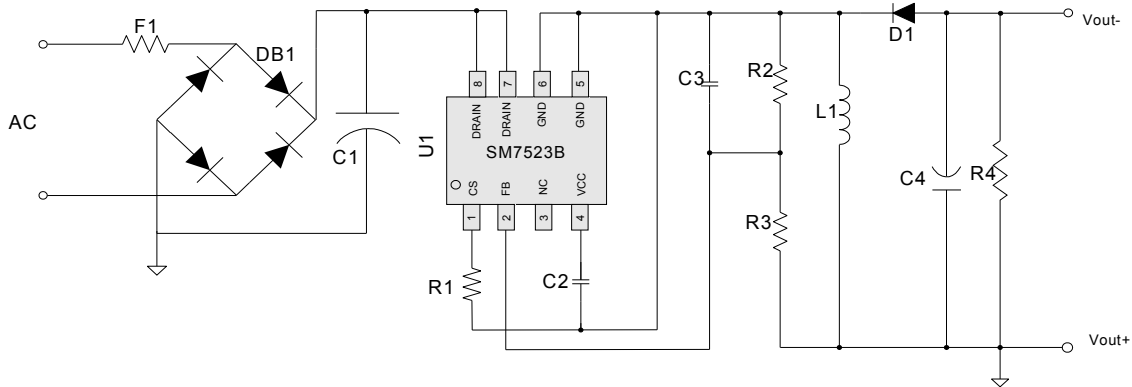 F1
DB1
AC
C1
U1
8
7
6
5
DRAIN
DRAIN
GND
GND
SM7523B
CS
FB
NC
VCC
1
2
3
4
R1
C2
C3
R2
R3
L1
D1
C4
R4
Vout-
Vout+